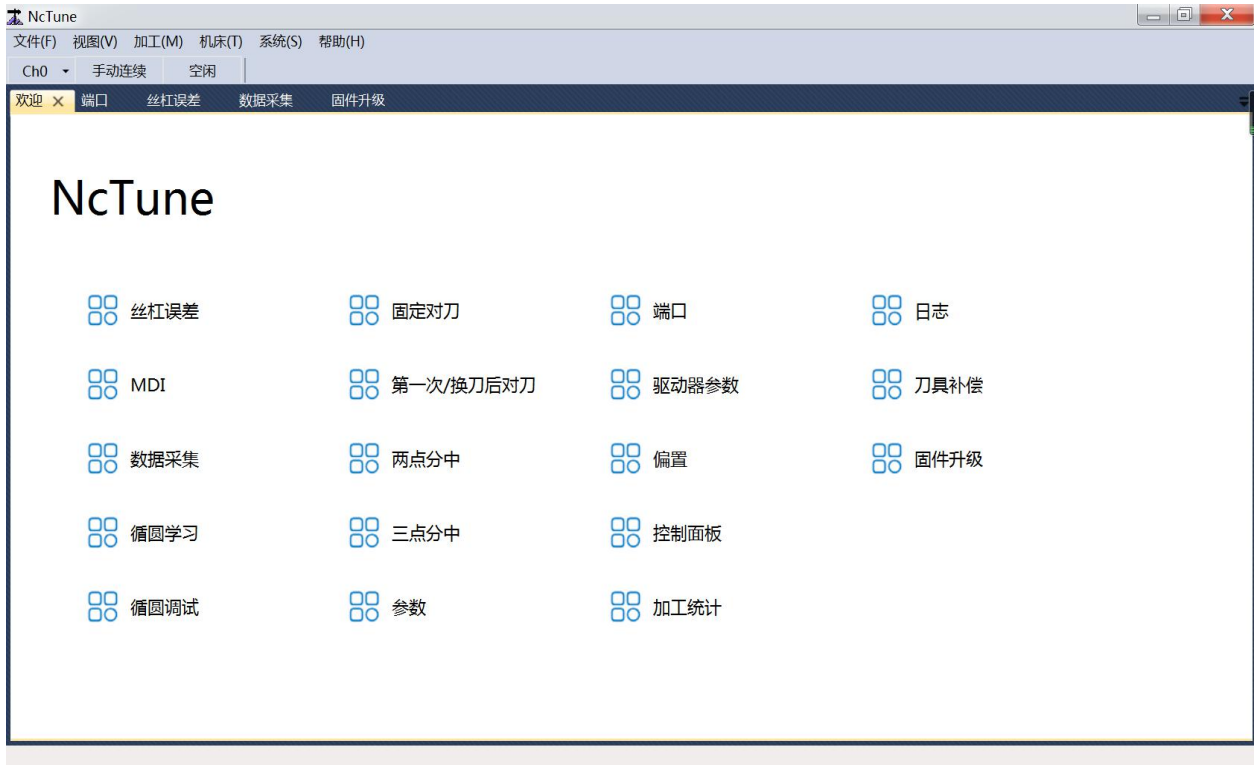 NcTune
文件(F) 视图(V) 加工(M) 机床(T) 系统(S) 帮助(H)
Ch0 手动连续 空闲
欢迎 端口 丝杠误差 数据采集 固件升级
NcTune
丝杠误差 固定对刀 端口 日志
MDI 第一次/换刀后对刀 驱动器参数 刀具补偿
数据采集 两点分中 偏置 固件升级
循圆学习 三点分中 控制面板
循圆调试 参数 加工统计